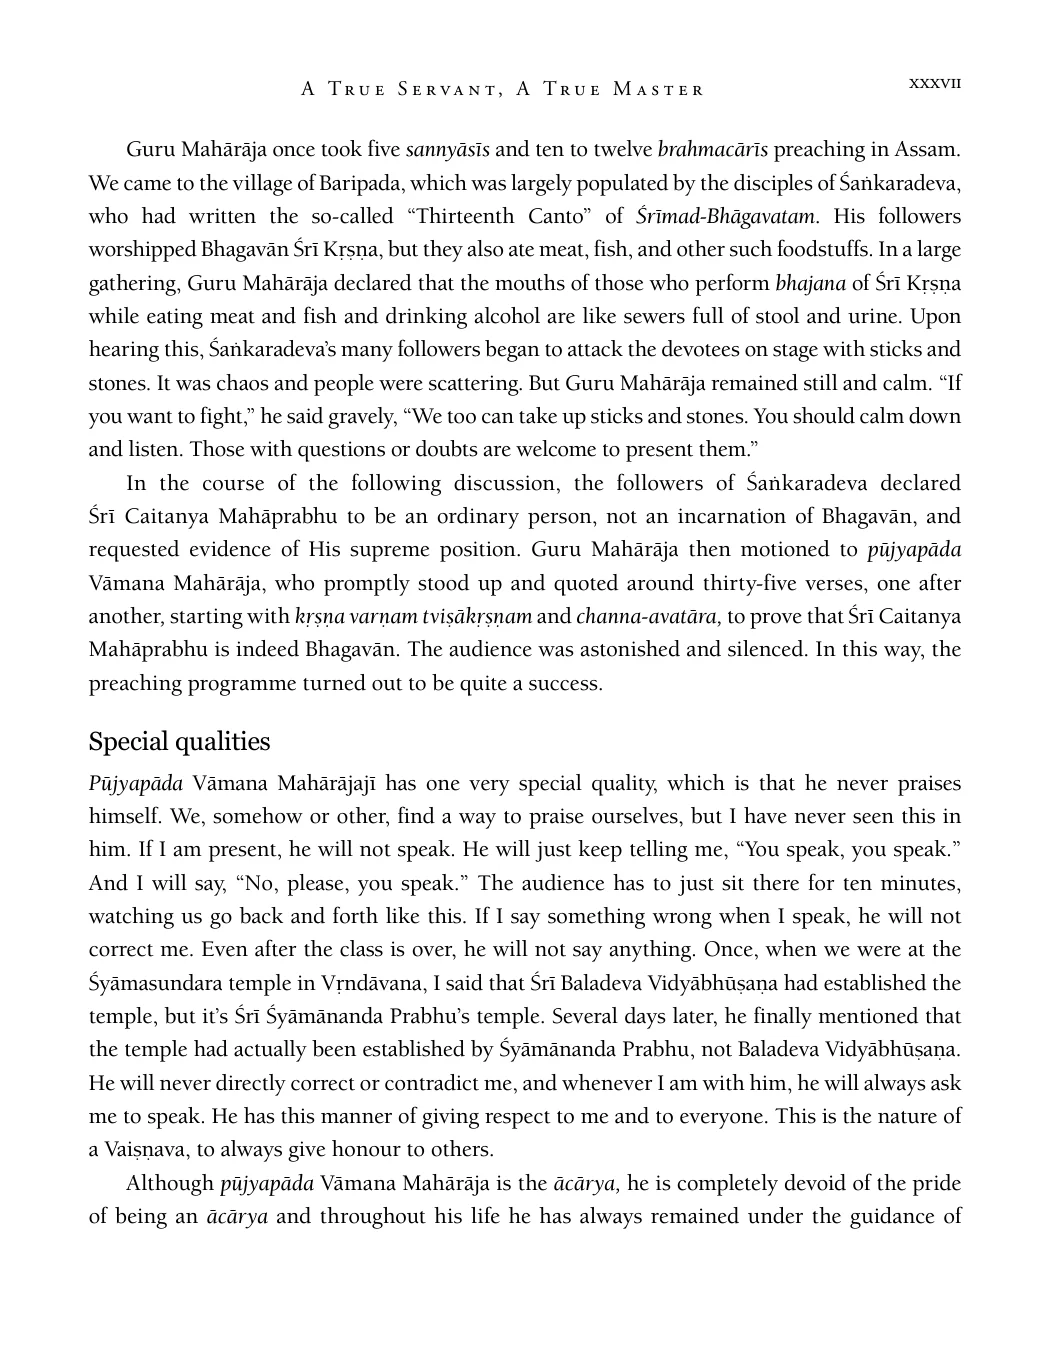 A True Servant, A True Master
XXXVII
Guru Mahārāja once took five sannyāsīs and ten to twelve brahmacārīs preaching in Assam.
We came to the village of Baripada, which was largely populated by the disciples of Śaṅkaradeva,
who had written the so-called “Thirteenth Canto” of Śrīmad-Bhāgavatam. His followers
worshipped Bhagavān Śrī Kṛṣṇa, but they also ate meat, fish, and other such foodstuffs. In a large
gathering, Guru Mahārāja declared that the mouths of those who perform bhajana of Śrī Kṛṣṇa
while eating meat and fish and drinking alcohol are like sewers full of stool and urine. Upon
hearing this, Śaṅkaradeva’s many followers began to attack the devotees on stage with sticks and
stones. It was chaos and people were scattering. But Guru Mahārāja remained still and calm. “If
you want to fight,” he said gravely, “We too can take up sticks and stones. You should calm down
and listen. Those with questions or doubts are welcome to present them.”
In the course of the following discussion, the followers of Śaṅkaradeva declared
Śrī Caitanya Mahāprabhu to be an ordinary person, not an incarnation of Bhagavān, and
requested evidence of His supreme position. Guru Mahārāja then motioned to pūjyapāda
Vāmana Mahārāja, who promptly stood up and quoted around thirty-five verses, one after
another, starting with kṛṣṇa varṇam tviṣākṛṣṇam and channa-avatāra, to prove that Śrī Caitanya
Mahāprabhu is indeed Bhagavān. The audience was astonished and silenced. In this way, the
preaching programme turned out to be quite a success.
Special qualities
Pūjyapāda Vāmana Mahārājajī has one very special quality, which is that he never praises
himself. We, somehow or other, find a way to praise ourselves, but I have never seen this in
him. If I am present, he will not speak. He will just keep telling me, “You speak, you speak.”
And I will say, “No, please, you speak.” The audience has to just sit there for ten minutes,
watching us go back and forth like this. If I say something wrong when I speak, he will not
correct me. Even after the class is over, he will not say anything. Once, when we were at the
Śyāmasundara temple in Vṛndāvana, I said that Śrī Baladeva Vidyābhūṣaṇa had established the
temple, but it’s Śrī Śyāmānanda Prabhu’s temple. Several days later, he finally mentioned that
the temple had actually been established by Śyāmānanda Prabhu, not Baladeva Vidyābhūṣaṇa.
He will never directly correct or contradict me, and whenever I am with him, he will always ask
me to speak. He has this manner of giving respect to me and to everyone. This is the nature of
a Vaiṣṇava, to always give honour to others.
Although pūjyapāda Vāmana Mahārāja is the ācārya, he is completely devoid of the pride
of being an ācārya and throughout his life he has always remained under the guidance of